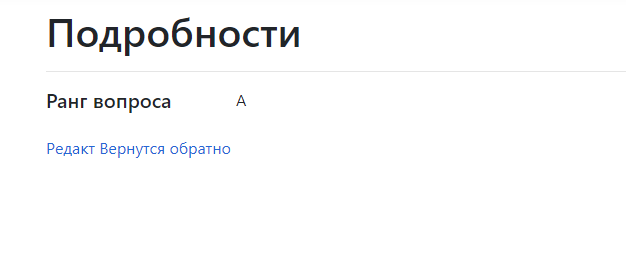 Подробности
Ранг вопроса А
Редакт Вернутся обратно